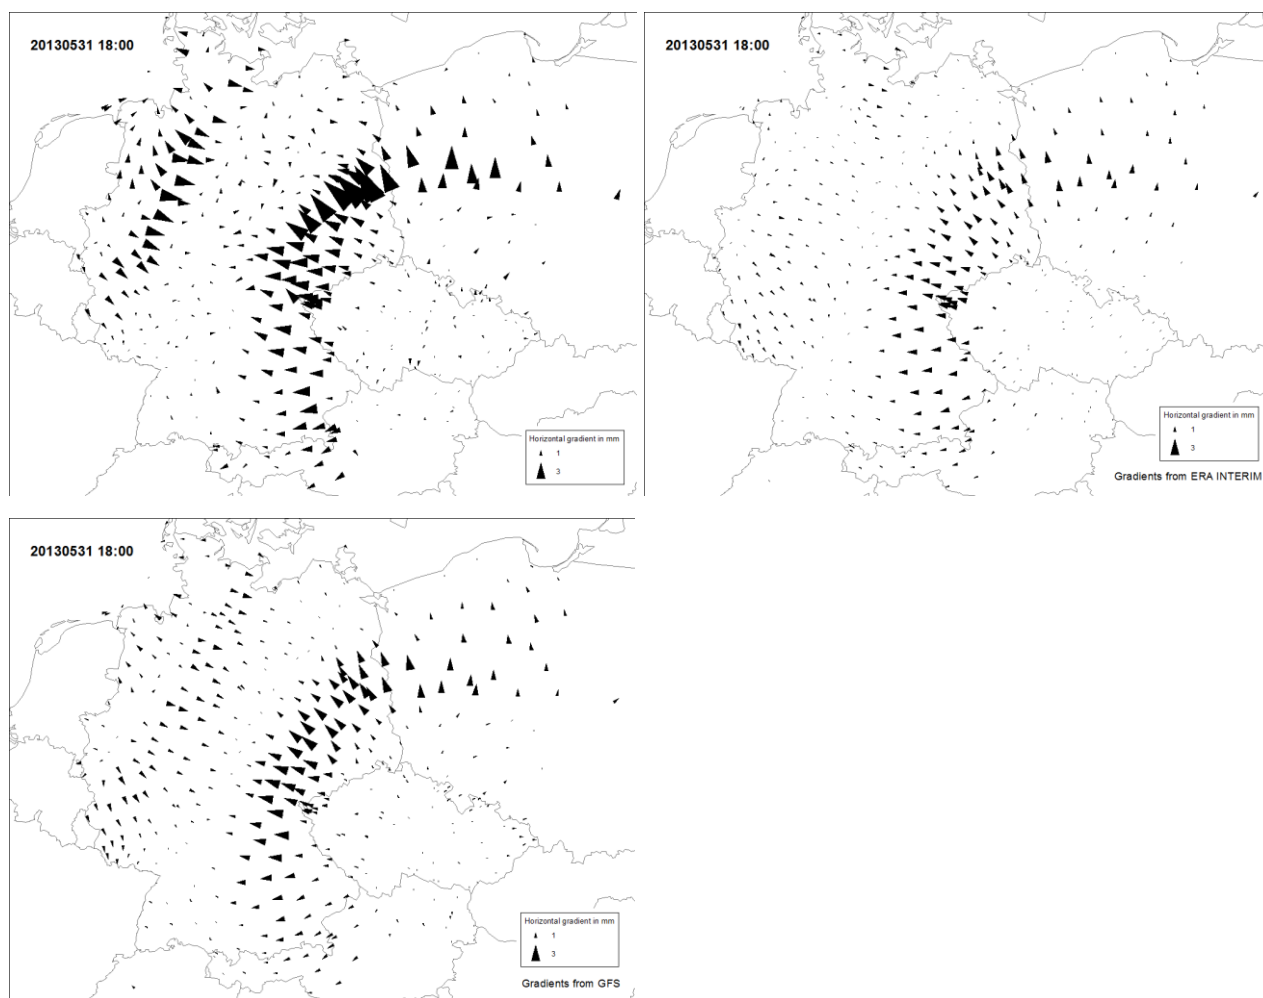 20130531 18:00
Horizontal gradient in mm
1
3
20130531 18:00
Horizontal gradient in mm
1
3
Gradients from ERA INTERIM
20130531 18:00
Horizontal gradient in mm
1
3
Gradients from GFS